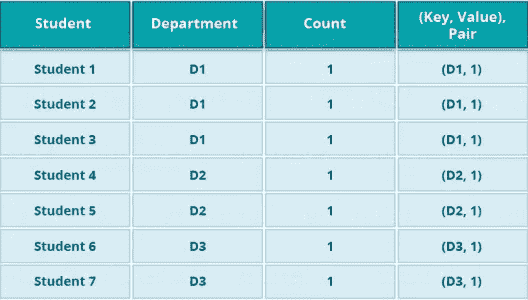 Student Department Count (Key, Value), Pair
Student 1 D1 1 (D1, 1)
Student 2 D1 1 (D1, 1)
Student 3 D1 1 (D1, 1)
Student 4 D2 1 (D2, 1)
Student 5 D2 1 (D2, 1)
Student 6 D3 1 (D3, 1)
Student 7 D3 1 (D3, 1)